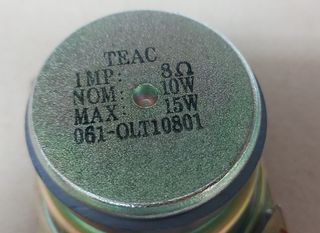 TEAC
IMP: 8Ω
NOM: 10W
MAX: 15W
061-OLT10801